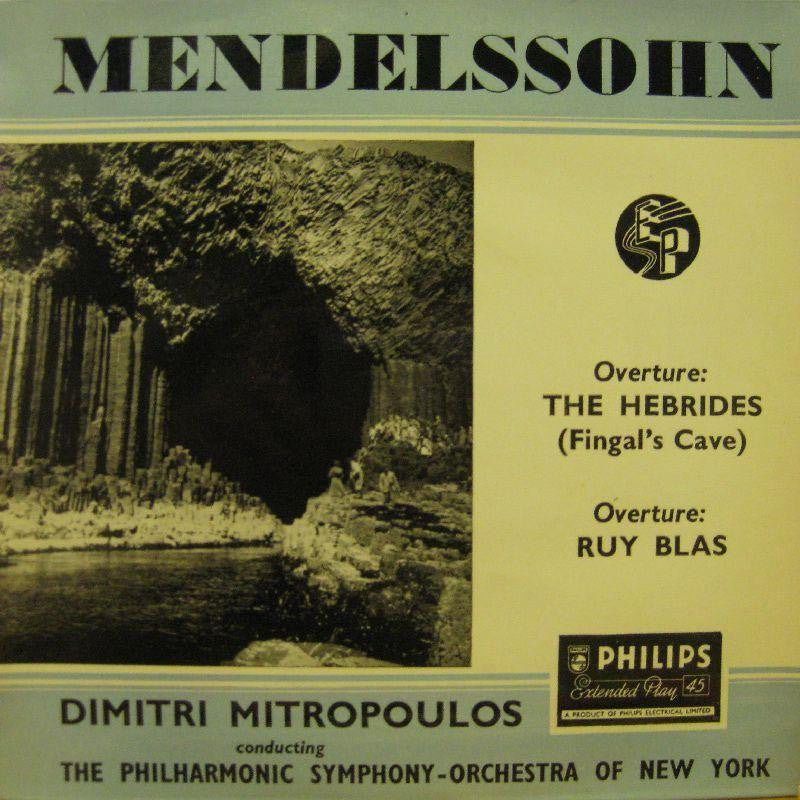 MENDELSSOHN
EP
Overture:
THE HEBRIDES
(Fingal's Cave)
Overture:
RUY BLAS
PHILIPS
Extended Play 45
A PRODUCT OF PHILIPS ELECTRICAL LIMITED
DIMITRI MITROPOULOS
conducting
THE PHILHARMONIC SYMPHONY-ORCHESTRA OF NEW YORK